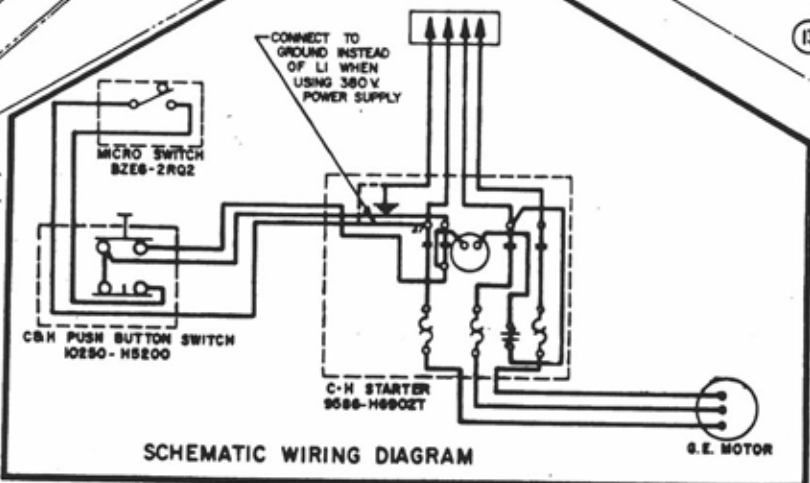 CONNECT TO
GROUND INSTEAD
OF L1 WHEN
USING 380 V.
POWER SUPPLY
MICRO SWITCH
BZE6-2RQ2
C&H PUSH BUTTON SWITCH
10250-H5200
C-H STARTER
9586-H6902T
G.E. MOTOR
SCHEMATIC WIRING DIAGRAM